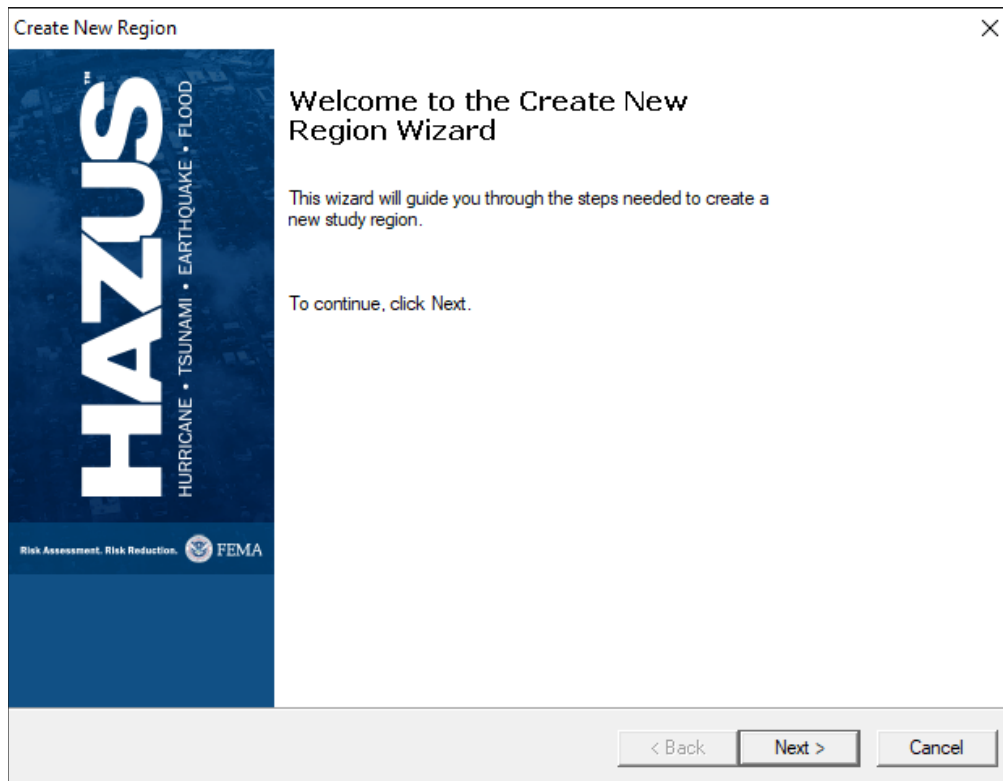 Create New Region
HAZUS™
HURRICANE • TSUNAMI • EARTHQUAKE • FLOOD
Risk Assessment. Risk Reduction. FEMA
Welcome to the Create New
Region Wizard
This wizard will guide you through the steps needed to create a
new study region.
To continue, click Next.
< Back Next > Cancel